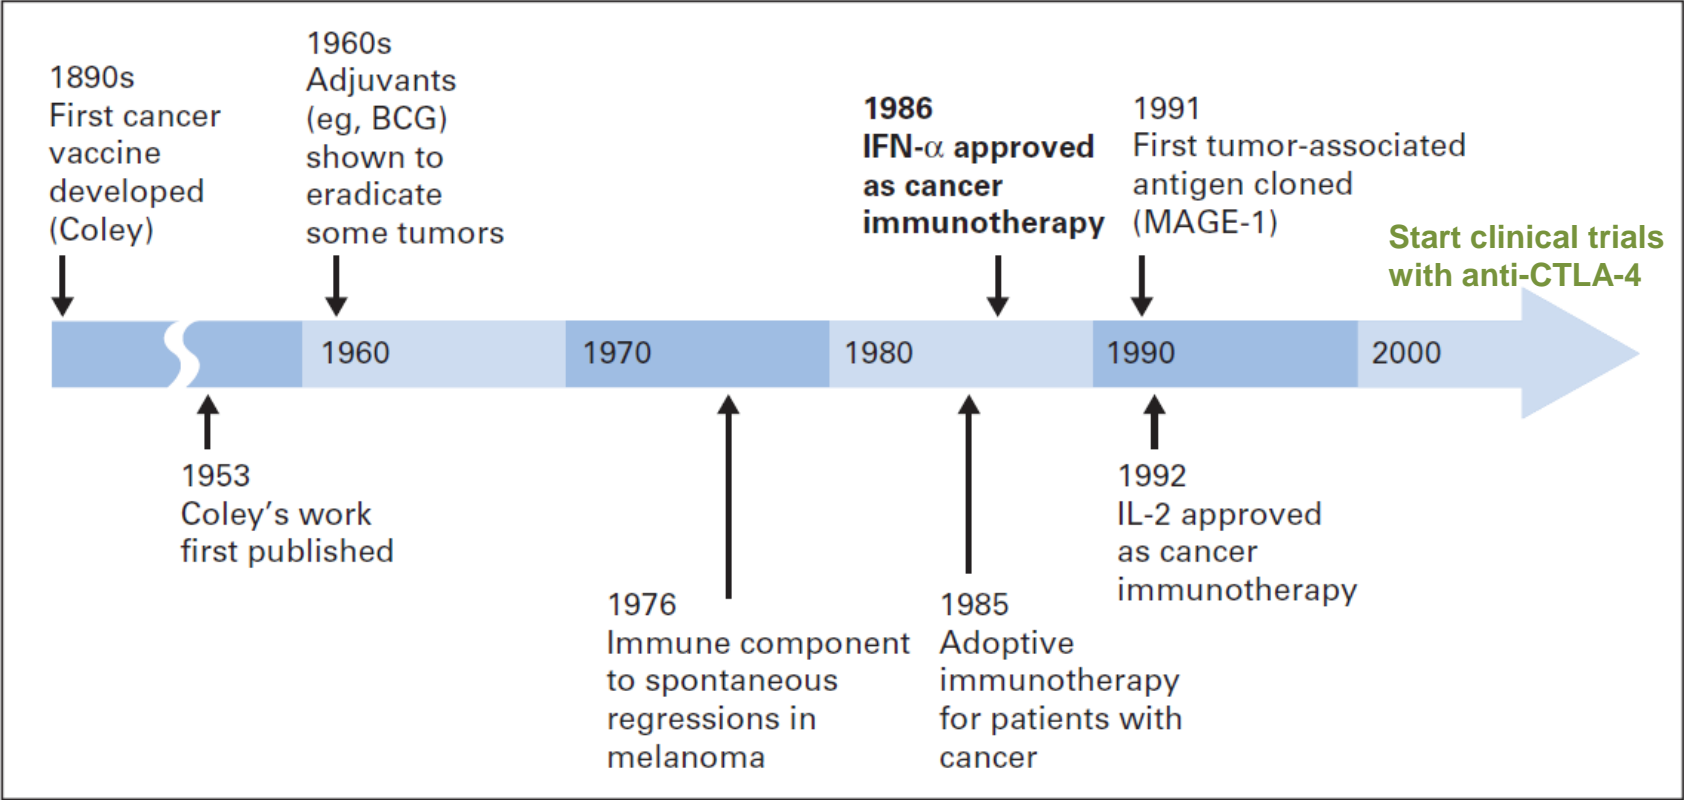 1890s
First cancer
vaccine
developed
(Coley)
1960s
Adjuvants
(eg, BCG)
shown to
eradicate
some tumors
1986
IFN-α approved
as cancer
immunotherapy
1991
First tumor-associated
antigen cloned
(MAGE-1)
Start clinical trials
with anti-CTLA-4
1960
1970
1980
1990
2000
1953
Coley’s work
first published
1976
Immune component
to spontaneous
regressions in
melanoma
1985
Adoptive
immunotherapy
for patients with
cancer
1992
IL-2 approved
as cancer
immunotherapy